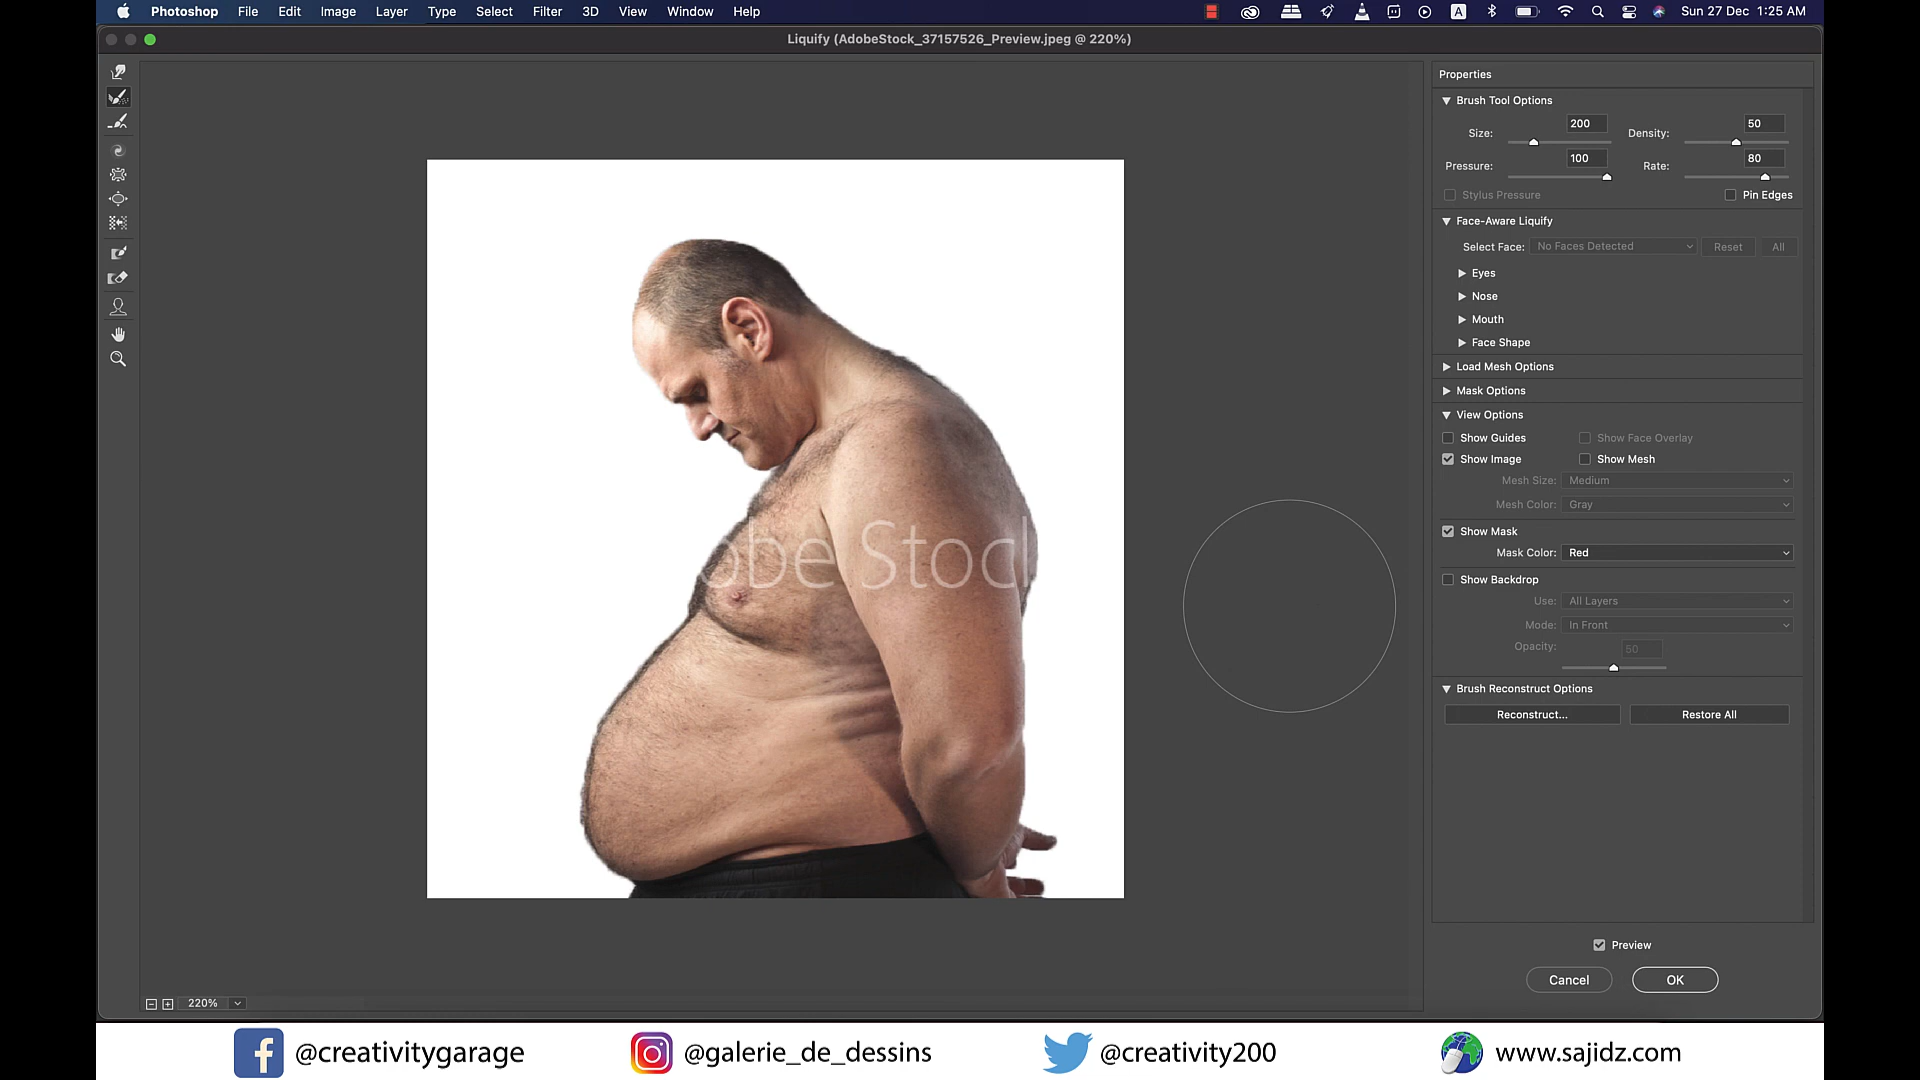 Photoshop File Edit Image Layer Type Select Filter 3D View Window Help A Sun 27 Dec 1:25 AM
Liquify (AdobeStock_37157526_Preview.jpeg @ 220%)
Properties
Brush Tool Options
Size: 200 Density: 50
Pressure: 100 Rate: 80
Stylus Pressure Pin Edges
Face-Aware Liquify
Select Face: No Faces Detected Reset All
Eyes
Nose
Mouth
Face Shape
Load Mesh Options
Mask Options
View Options
Show Guides Show Face Overlay
Show Image Show Mesh
Mesh Size: Medium
Mesh Color: Gray
Show Mask
Mask Color: Red
Show Backdrop
Use: All Layers
Mode: In Front
Opacity: 50
Brush Reconstruct Options
Reconstruct... Restore All
obe Stock
Preview
Cancel OK
220%
@creativitygarage @galerie_de_dessins @creativity200 www.sajidz.com